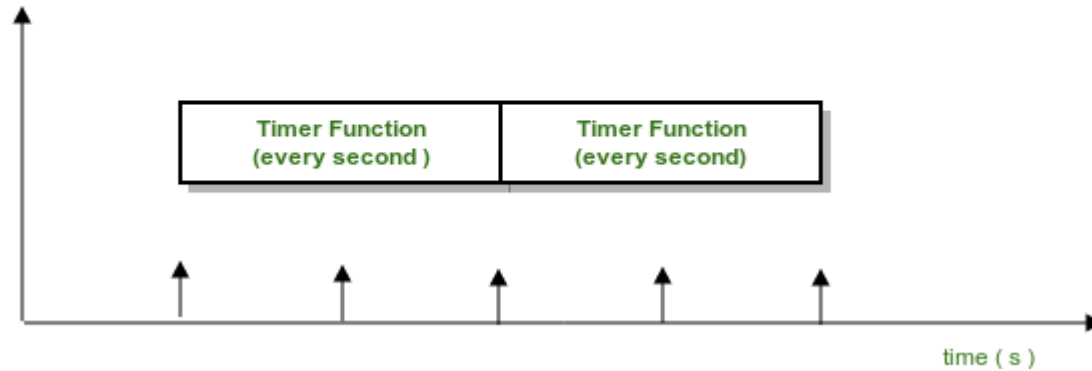 Timer Function
(every second )
Timer Function
(every second)
time ( s )